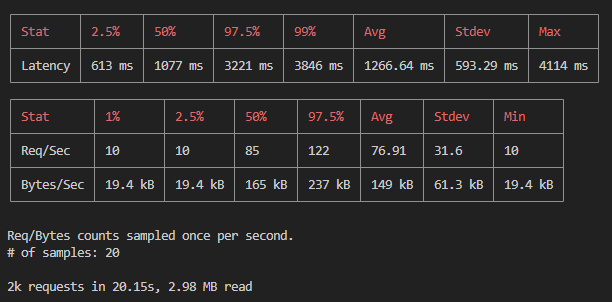 Stat 2.5% 50% 97.5% 99% Avg Stdev Max
Latency 613 ms 1077 ms 3221 ms 3846 ms 1266.64 ms 593.29 ms 4114 ms
Stat 1% 2.5% 50% 97.5% Avg Stdev Min
Req/Sec 10 10 85 122 76.91 31.6 10
Bytes/Sec 19.4 kB 19.4 kB 165 kB 237 kB 149 kB 61.3 kB 19.4 kB
Req/Bytes counts sampled once per second.
# of samples: 20
2k requests in 20.15s, 2.98 MB read